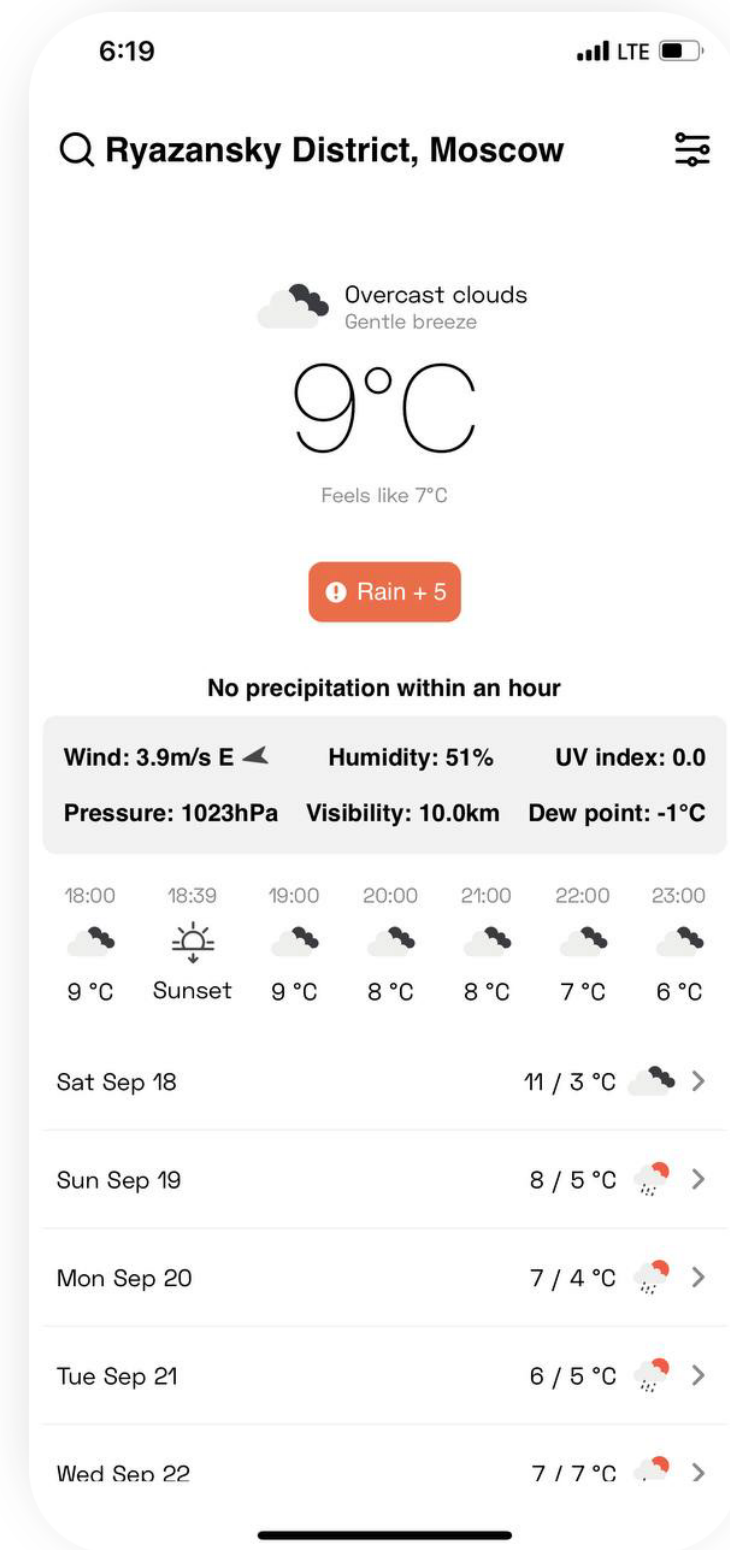 6:19 LTE
Ryazansky District, Moscow
Overcast clouds
Gentle breeze
9°C
Feels like 7°C
Rain + 5
No precipitation within an hour
Wind: 3.9m/s E Humidity: 51% UV index: 0.0
Pressure: 1023hPa Visibility: 10.0km Dew point: -1°C
18:00 18:39 19:00 20:00 21:00 22:00 23:00
9 °C Sunset 9 °C 8 °C 8 °C 7 °C 6 °C
Sat Sep 18 11 / 3 °C
Sun Sep 19 8 / 5 °C
Mon Sep 20 7 / 4 °C
Tue Sep 21 6 / 5 °C
Wed Sep 22 7 / 7 °C